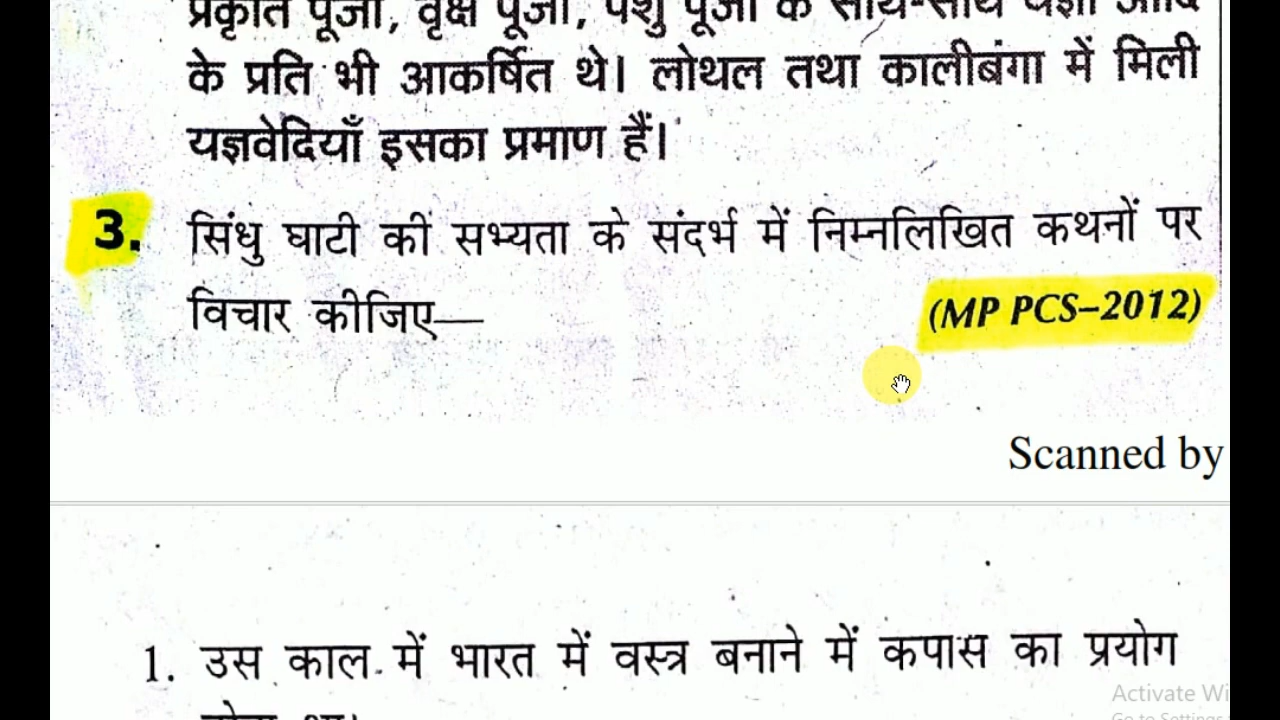 प्रकृति पूजा, वृक्ष पूजा, पशु पूजा के साथ-साथ यज्ञों आदि
के प्रति भी आकर्षित थे। लोथल तथा कालीबंगा में मिली
यज्ञवेदियाँ इसका प्रमाण हैं।
3. सिंधु घाटी की सभ्यता के संदर्भ में निम्नलिखित कथनों पर
विचार कीजिए—
(MP PCS–2012)
Scanned by
1. उस काल में भारत में वस्त्र बनाने में कपास का प्रयोग
Activate Wi